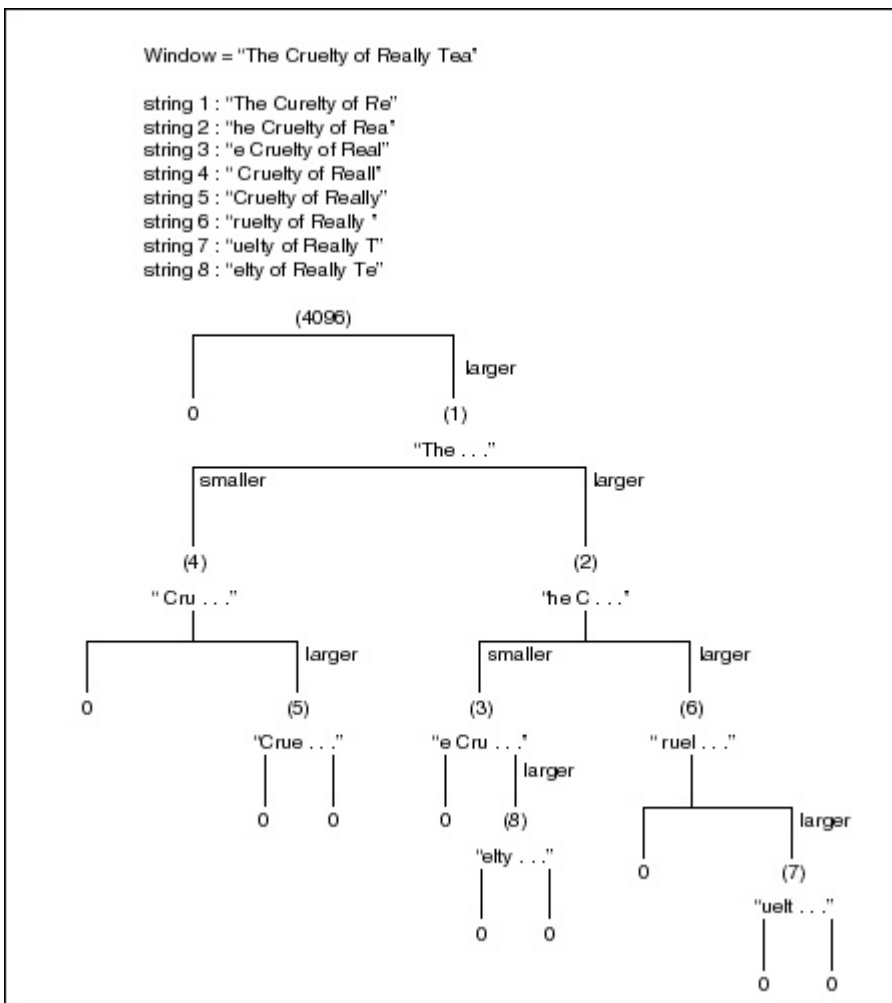 Window = "The Cruelty of Really Tea"
string 1 : "The Curelty of Re"
string 2 : "he Cruelty of Rea"
string 3 : "e Cruelty of Real"
string 4 : " Cruelty of Reall"
string 5 : "Cruelty of Really"
string 6 : "ruelty of Really "
string 7 : "uelty of Really T"
string 8 : "elty of Really Te"
(4096)
larger
0 (1)
"The . . ."
smaller larger
(4) (2)
" Cru . . ." "he C . . ."
larger smaller larger
0 (5) (3) (6)
"Crue . . ." "e Cru . . ." "ruel . . ."
larger
0 0 0 (8) larger
"elty . . ." 0 (7)
"uelt . . ."
0 0
0 0